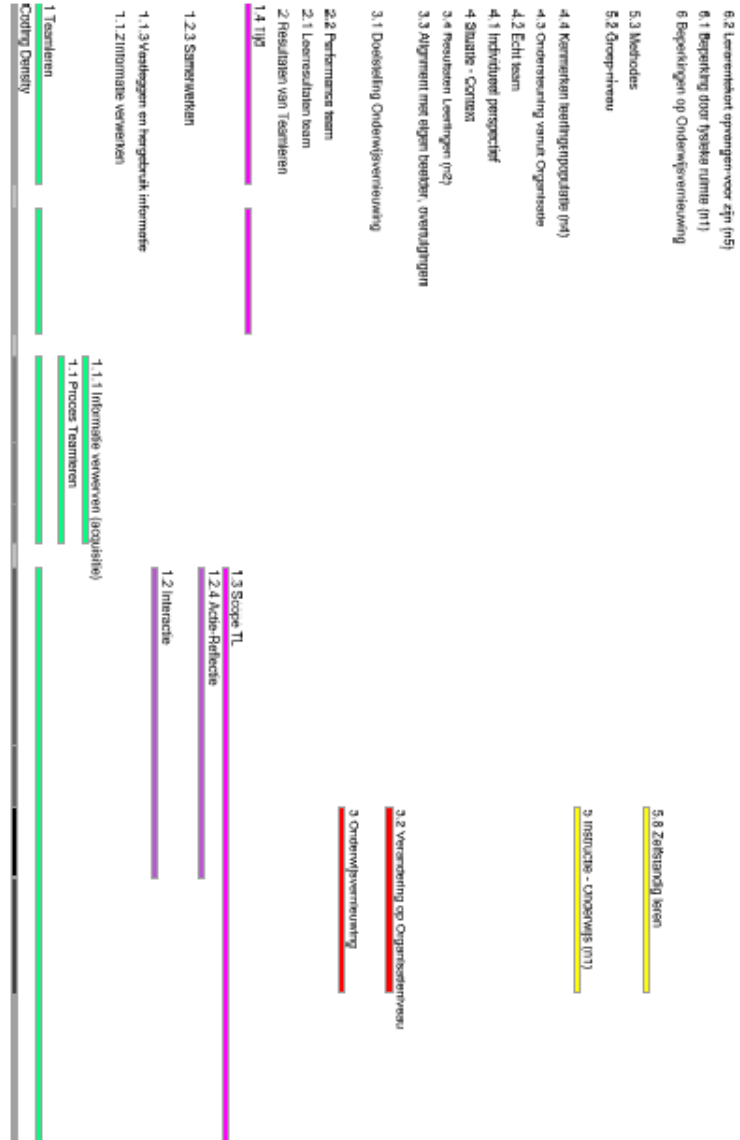 Coding Density
1 Teamleren
1.1 Proces Teamleren
1.1.1 Informatie verwerven (acquisitie)
1.1.2 Informatie verwerken
1.1.3 Vastleggen en hergebruik informatie
1.2 Interactie
1.2.3 Samenwerken
1.2.4 Actie-Reflectie
1.3 Scope TL
1.4 Tijd
2 Resultaten van Teamleren
2.1 Leerresultaten team
2.2 Performance team
3 Onderwijsvernieuwing
3.1 Doelstelling Onderwijsvernieuwing
3.2 Verandering op Organisatieniveau
3.3 Alignment met eigen beelden, overtuigingen
3.4 Resultaten Leerlingen (n2)
4 Situatie - Context
4.1 Individueel perspectief
4.2 Echt team
4.3 Ondersteuning vanuit Organisatie
4.4 Kenmerken leerlingenpopulatie (n4)
5 Instructie - Onderwijs (n1)
5.2 Groep-niveau
5.3 Methodes
5.8 Zelfstandig leren
6 Beperkingen op Onderwijsvernieuwing
6.1 Beperking door fysieke ruimte (n1)
6.2 Lerarentekort opvangen-voor zijn (n5)